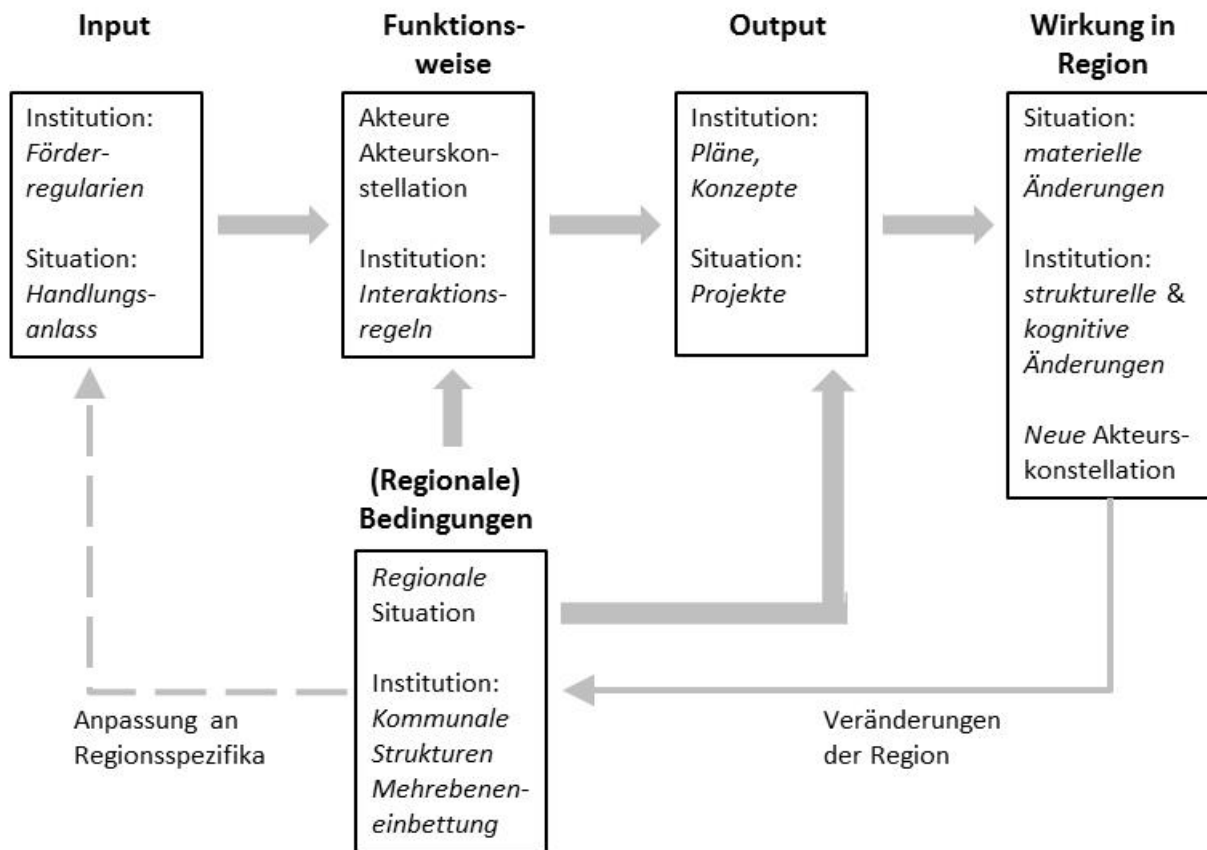 Input
Institution:
Förder-
regularien
Situation:
Handlungs-
anlass
Funktions-
weise
Akteure
Akteurskon-
stellation
Institution:
Interaktions-
regeln
Output
Institution:
Pläne,
Konzepte
Situation:
Projekte
Wirkung in
Region
Situation:
materielle
Änderungen
Institution:
strukturelle &
kognitive
Änderungen
Neue Akteurs-
konstellation
(Regionale)
Bedingungen
Regionale
Situation
Institution:
Kommunale
Strukturen
Mehrebenen-
einbettung
Anpassung an
Regionsspezifika
Veränderungen
der Region